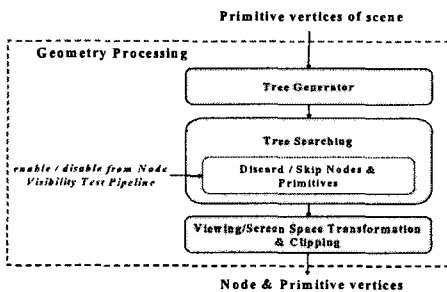 Primitive vertices of scene
Geometry Processing
Tree Generator
Tree Searching
enable / disable from Node
Visibility Test Pipeline
Discard / Skip Nodes &
Primitives
Viewing/Screen Space Transformation
& Clipping
Node & Primitive vertices